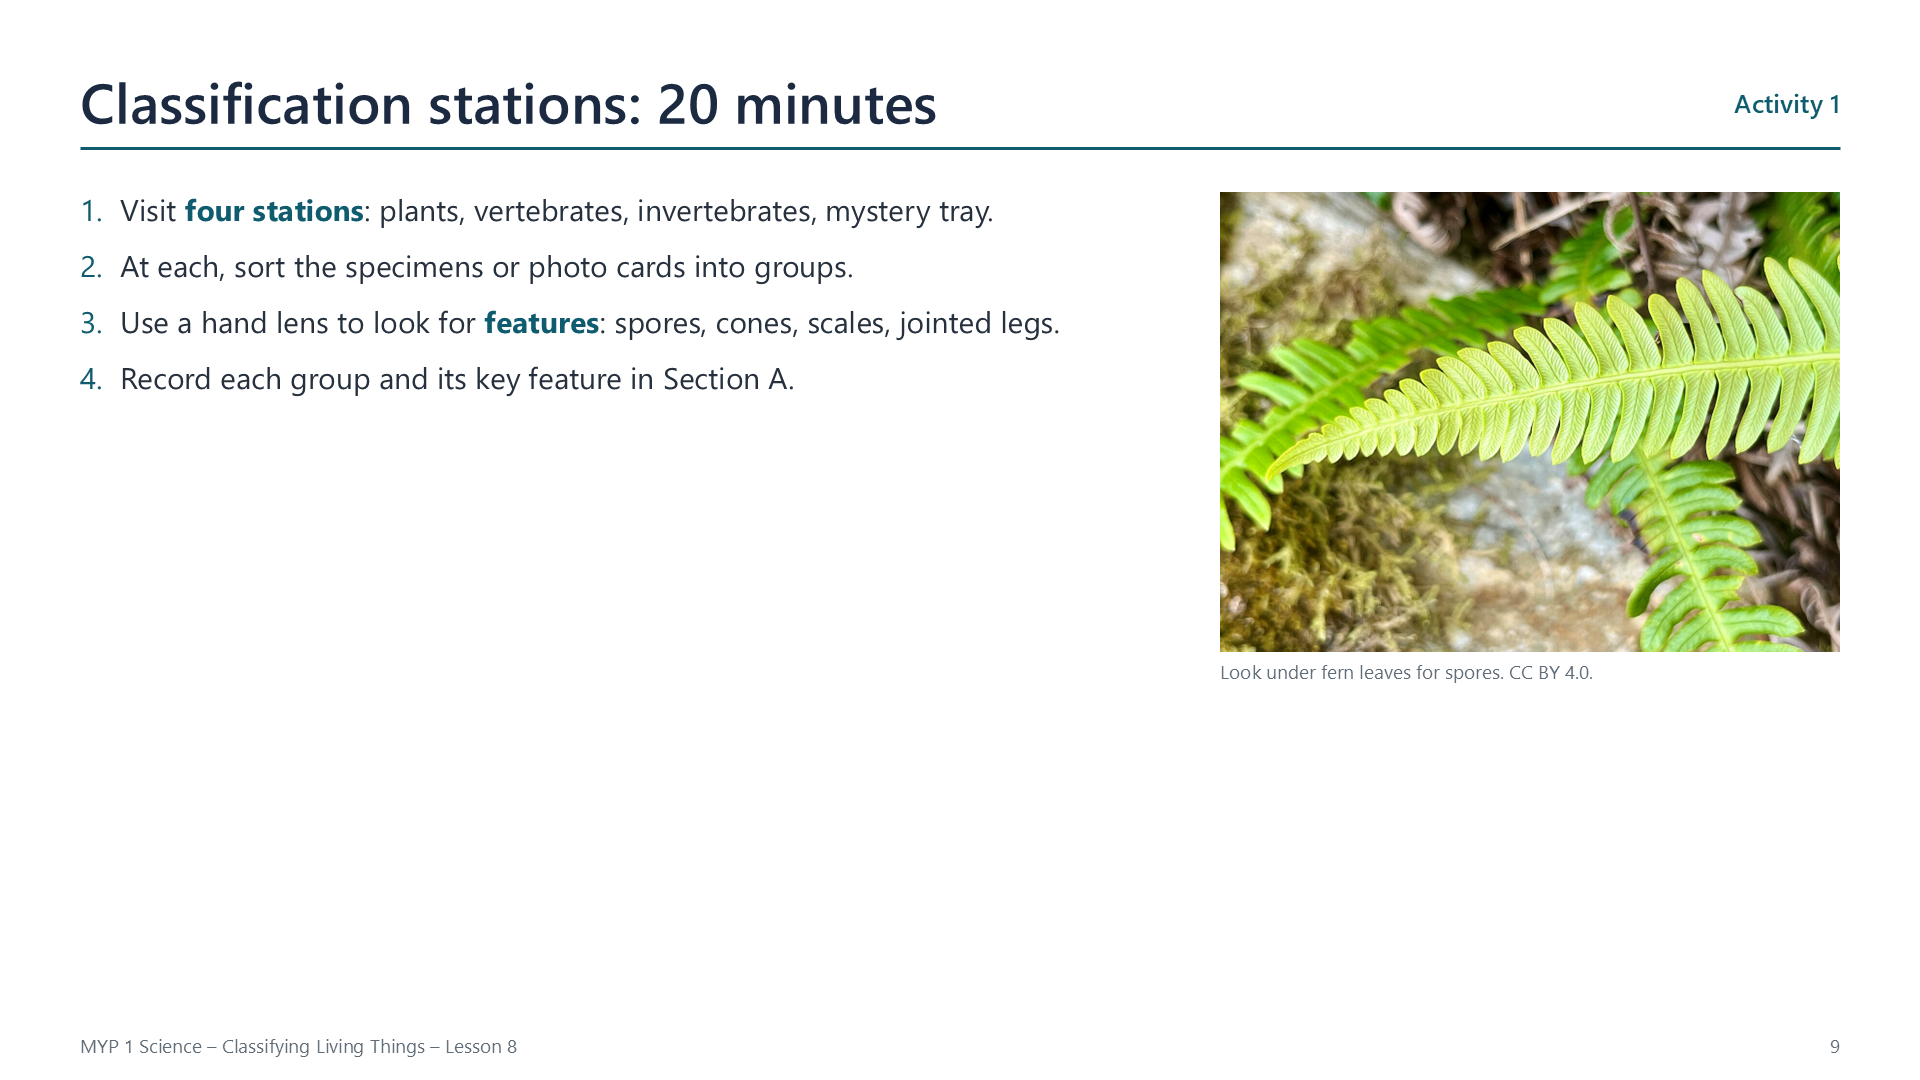 Classification stations: 20 minutes
Activity 1
1. Visit four stations: plants, vertebrates, invertebrates, mystery tray.
2. At each, sort the specimens or photo cards into groups.
3. Use a hand lens to look for features: spores, cones, scales, jointed legs.
4. Record each group and its key feature in Section A.
Look under fern leaves for spores. CC BY 4.0.
MYP 1 Science – Classifying Living Things – Lesson 8
9